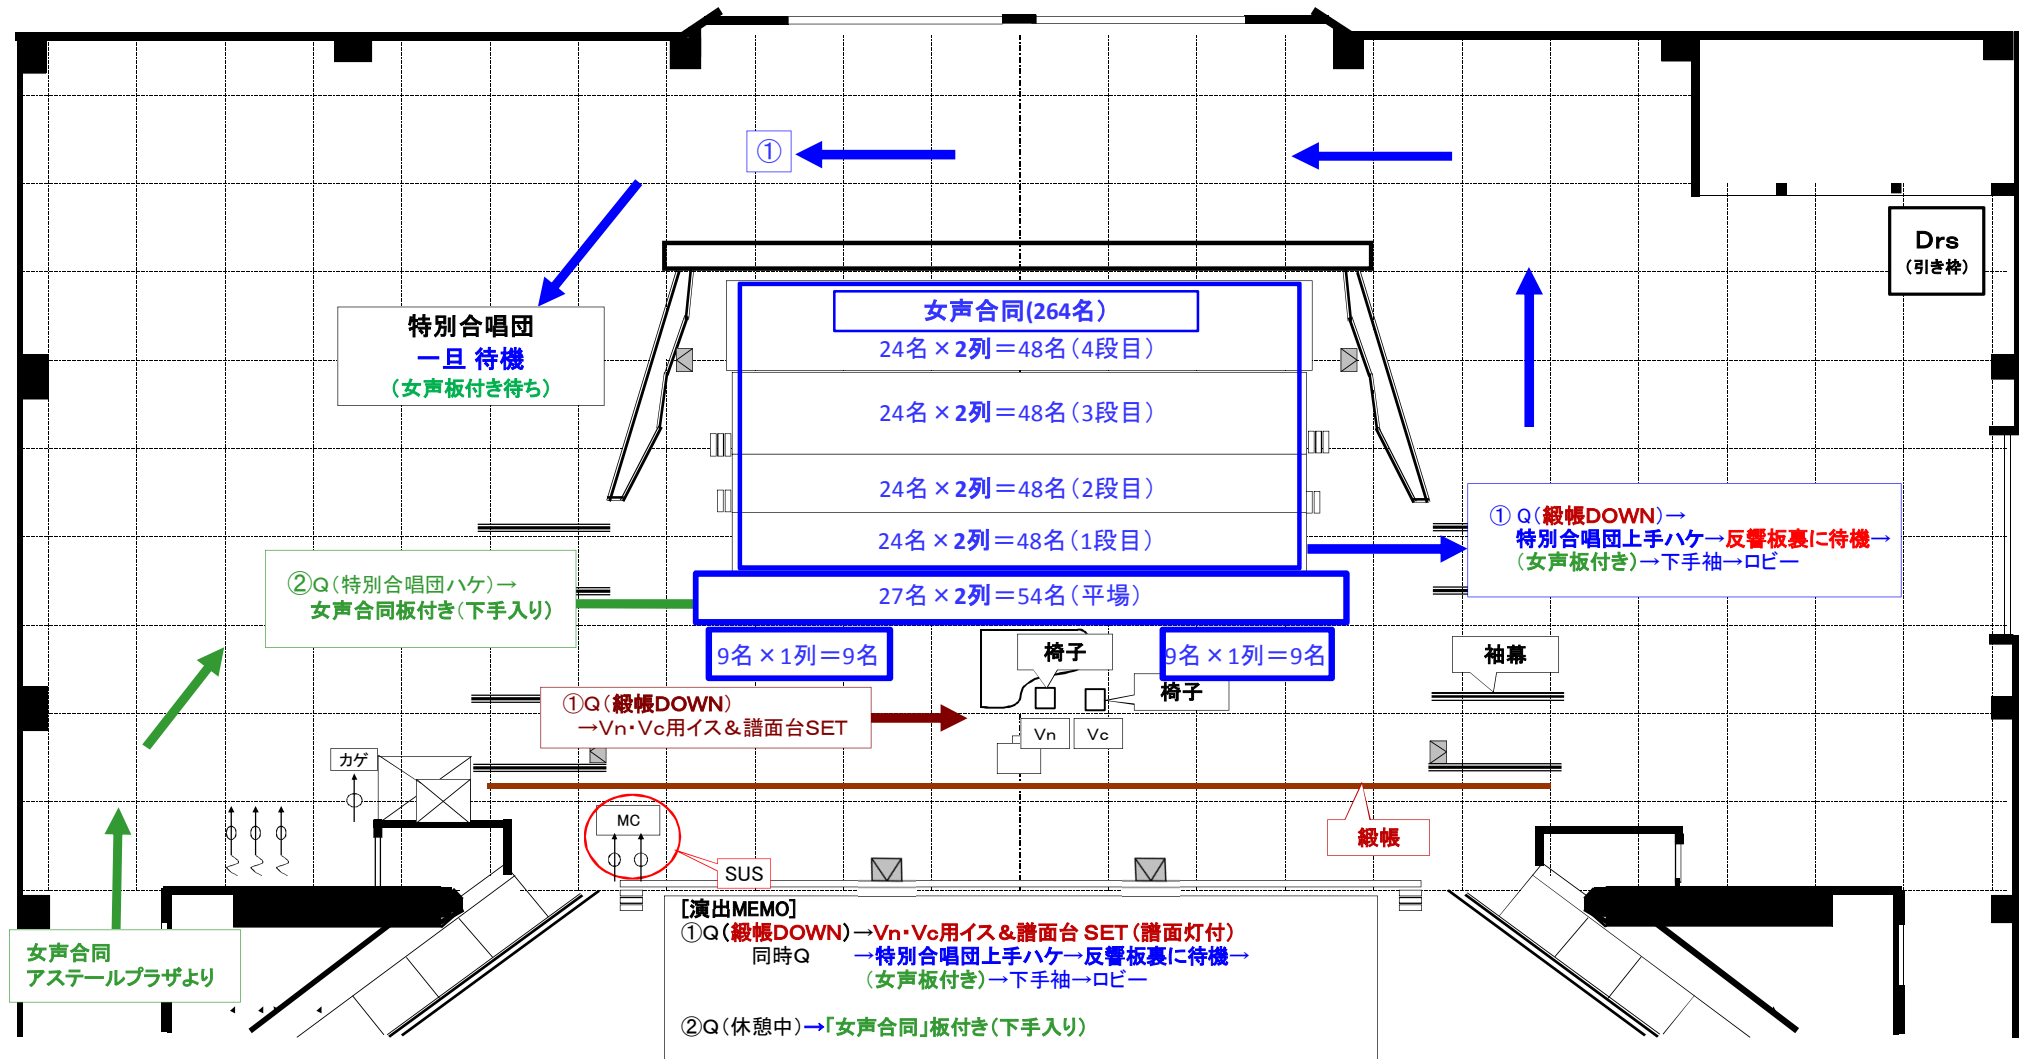 ①
Drs
(引き枠)
特別合唱団
一旦 待機
(女声板付き待ち)
女声合同(264名)
24名×2列＝48名(4段目)
24名×2列＝48名(3段目)
24名×2列＝48名(2段目)
24名×2列＝48名(1段目)
27名×2列＝54名(平場)
9名×1列＝9名
9名×1列＝9名
① Q(緞帳DOWN)→
特別合唱団上手ハケ→反響板裏に待機→
(女声板付き)→下手袖→ロビー
②Q(特別合唱団ハケ)→
女声合同板付き(下手入り)
椅子
椅子
袖幕
①Q(緞帳DOWN)
→Vn・Vc用イス&譜面台SET
Vn
Vc
カゲ
MC
SUS
緞帳
女声合同
アステールプラザより
[演出MEMO]
①Q(緞帳DOWN)→Vn・Vc用イス&譜面台 SET(譜面灯付)
同時Q →特別合唱団上手ハケ→反響板裏に待機→
(女声板付き)→下手袖→ロビー
②Q(休憩中)→「女声合同」板付き(下手入り)